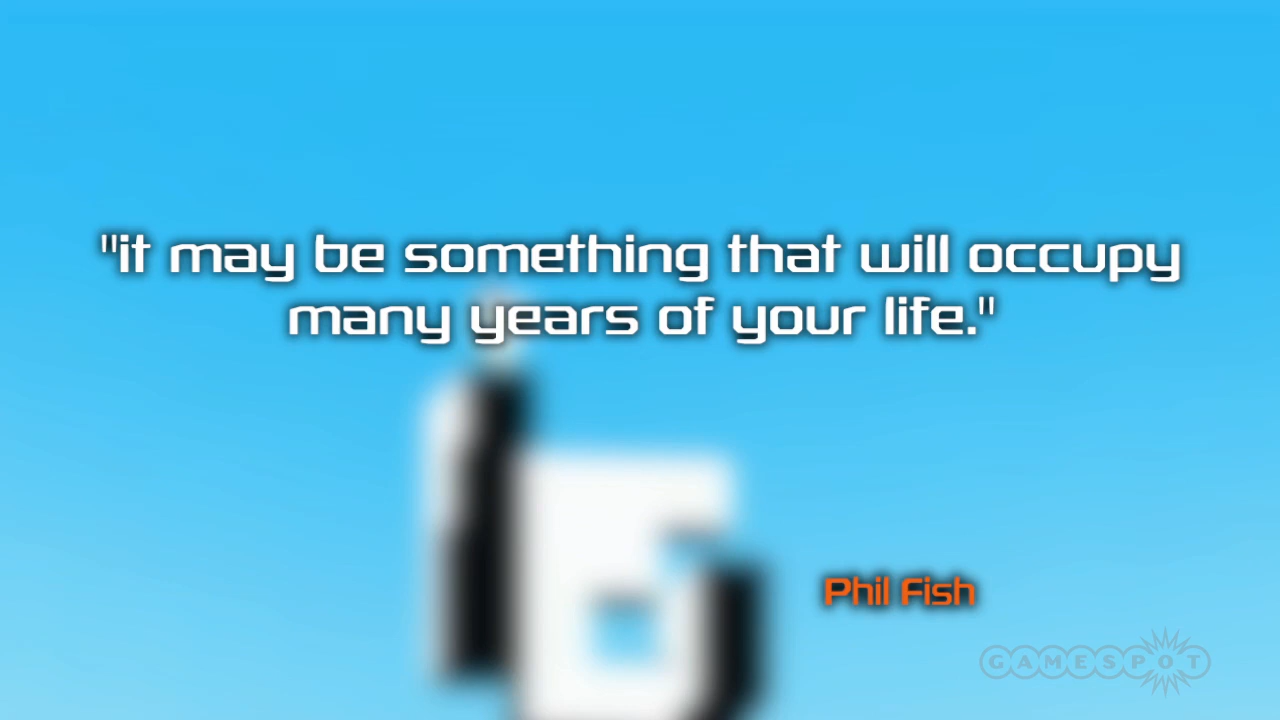 "it may be something that will occupy
many years of your life."
Phil Fish
GAMESPOT